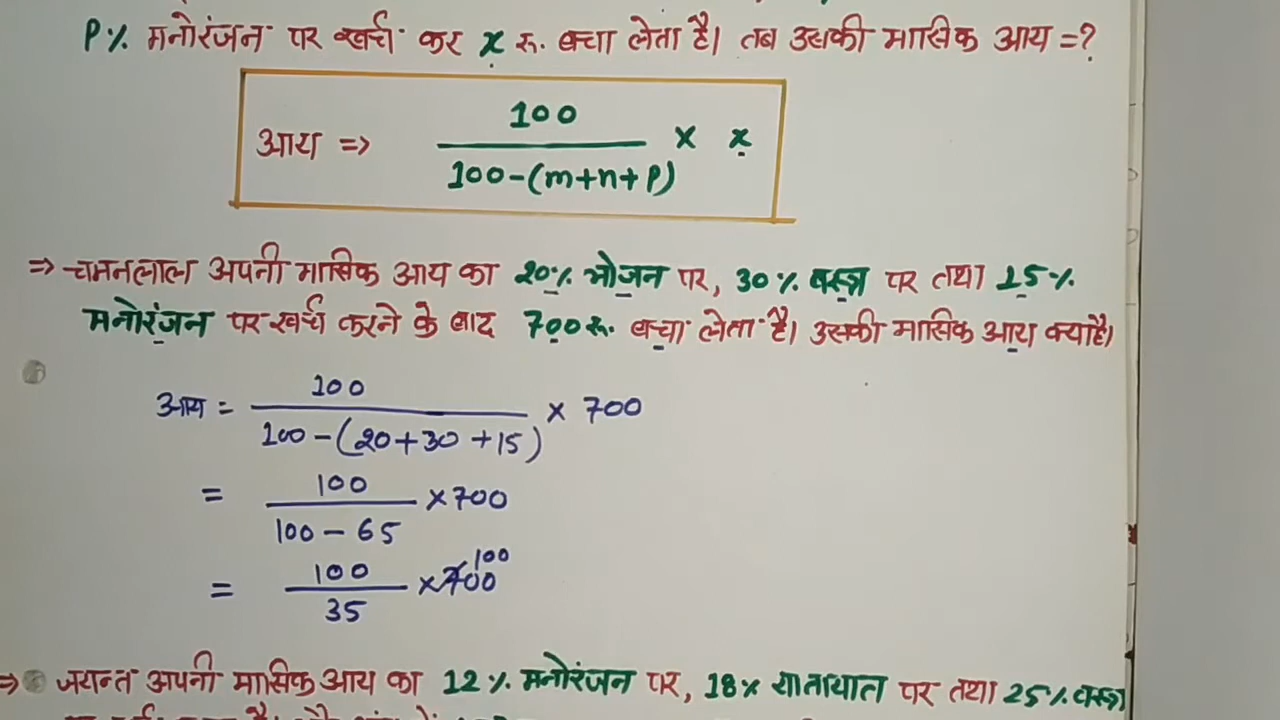 P% मनोरंजन पर खर्च कर x रु. बचा लेता है। तब उसकी मासिक आय =?
आय => 100 / 100-(m+n+P) × x
=> चमनलाल अपनी मासिक आय का 20% भोजन पर, 30% वस्त्र पर तथा 15%
मनोरंजन पर खर्च करने के बाद 700 रू. बचा लेता है। उसकी मासिक आय क्या है।
आय = 100 / 100-(20+30+15) × 700
= 100 / 100-65 × 700
= 100 / 35 × 700 100
=> जयन्त अपनी मासिक आय का 12% मनोरंजन पर, 18% यातायात पर तथा 25% वस्त्र